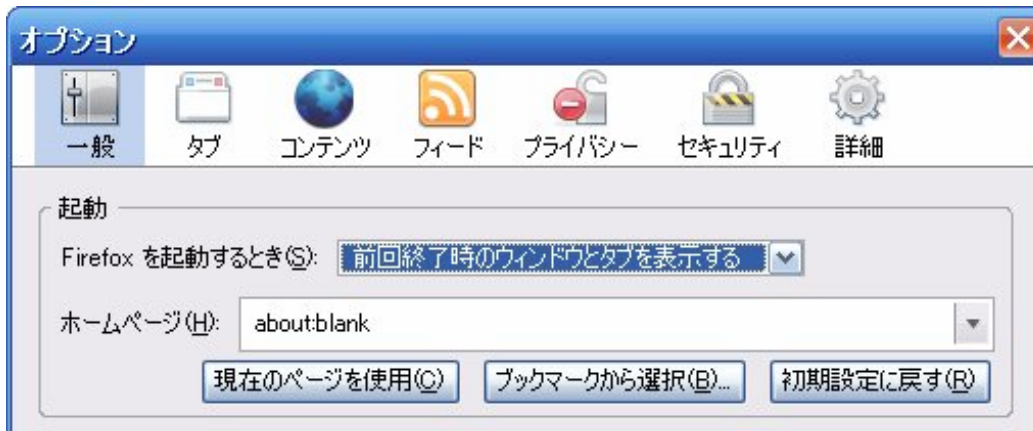 オプション
一般 タブ コンテンツ フィード プライバシー セキュリティ 詳細
起動
Firefox を起動するとき(S): 前回終了時のウィンドウとタブを表示する
ホームページ(H): about:blank
現在のページを使用(C) ブックマークから選択(B)... 初期設定に戻す(R)